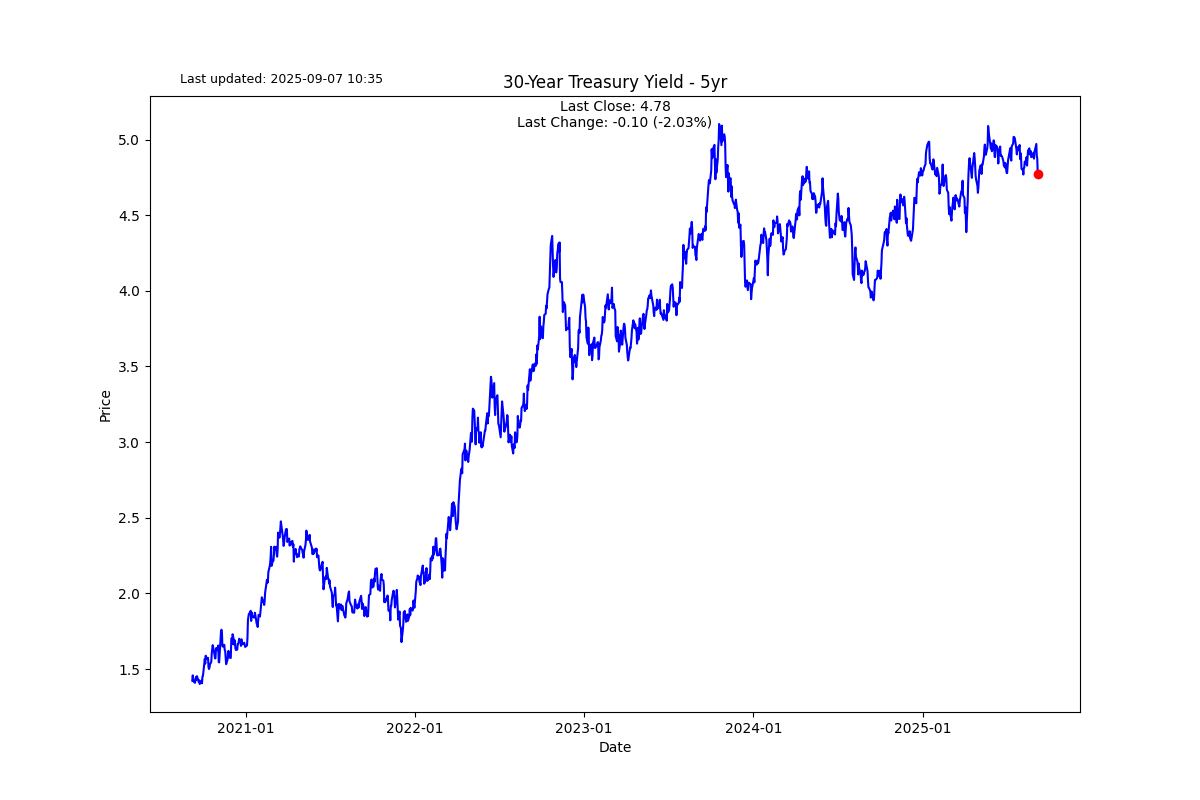 Last updated: 2025-09-07 10:35
30-Year Treasury Yield - 5yr
Last Close: 4.78
Last Change: -0.10 (-2.03%)
Price
5.0
4.5
4.0
3.5
3.0
2.5
2.0
1.5
2021-01
2022-01
2023-01
2024-01
2025-01
Date